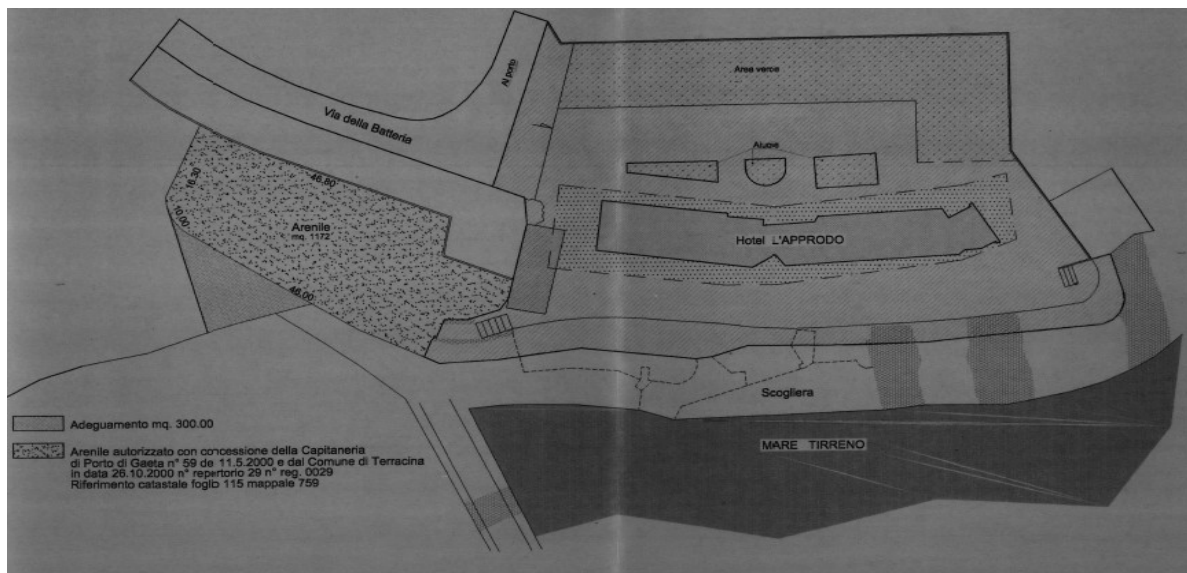 Area verde
Al porto
Via della Batteria
Aiuole
46.80
16.30
10.00
Arenile
mq. 1172
Hotel L'APPRODO
46.00
Scogliera
Adeguamento mq. 300.00
MARE TIRRENO
Arenile autorizzato con concessione della Capitaneria
di Porto di Gaeta n° 59 de 11.5.2000 e dal Comune di Terracina
in data 26.10.2000 n° repertorio 29 n° reg. 0029
Riferimento catastale foglio 115 mappale 759